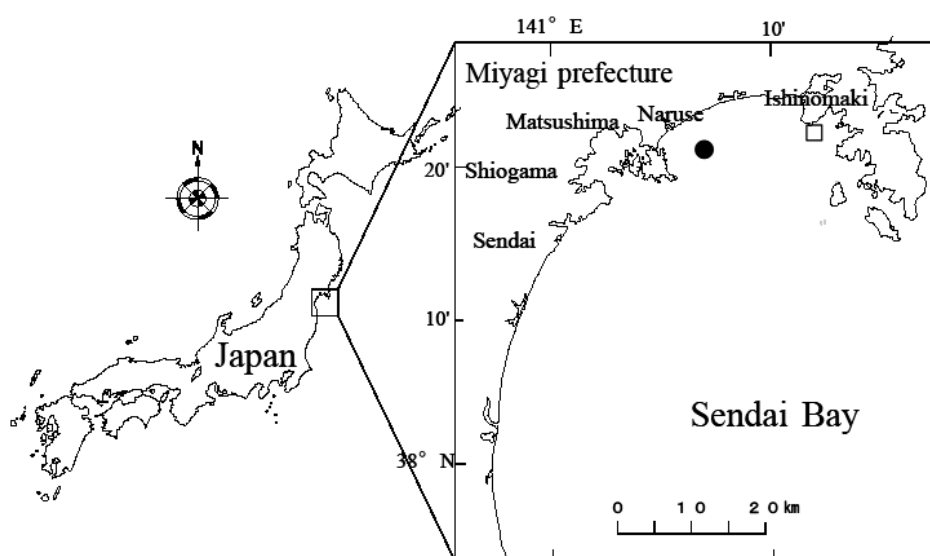 141° E
10'
Miyagi prefecture
Ishinomaki
Matsushima
Naruse
N
20'
Shiogama
Sendai
10'
Japan
Sendai Bay
38° N
0 10 20 km